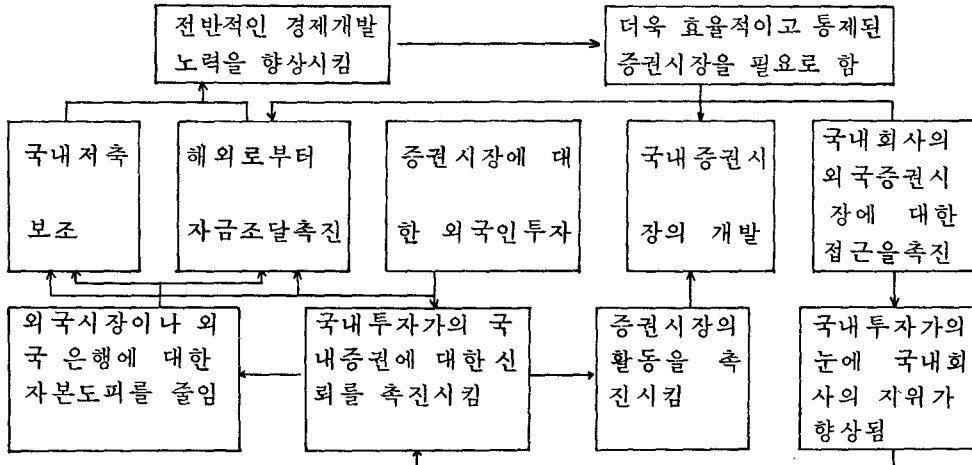 전반적인 경제개발
노력을 향상시킴
더욱 효율적이고 통제된
증권시장을 필요로 함
국내저축
보조
해외로부터
자금조달촉진
증권시장에 대
한 외국인투자
국내증권시
장의 개발
국내회사의
외국증권시
장에 대한
접근을촉진
외국시장이나 외
국 은행에 대한
자본도피를 줄임
국내투자가의 국
내증권에 대한신
뢰를 촉진시킴
증권시장의
활동을 촉
진시킴
국내투자가의
눈에 국내회
사의 지위가
향상됨